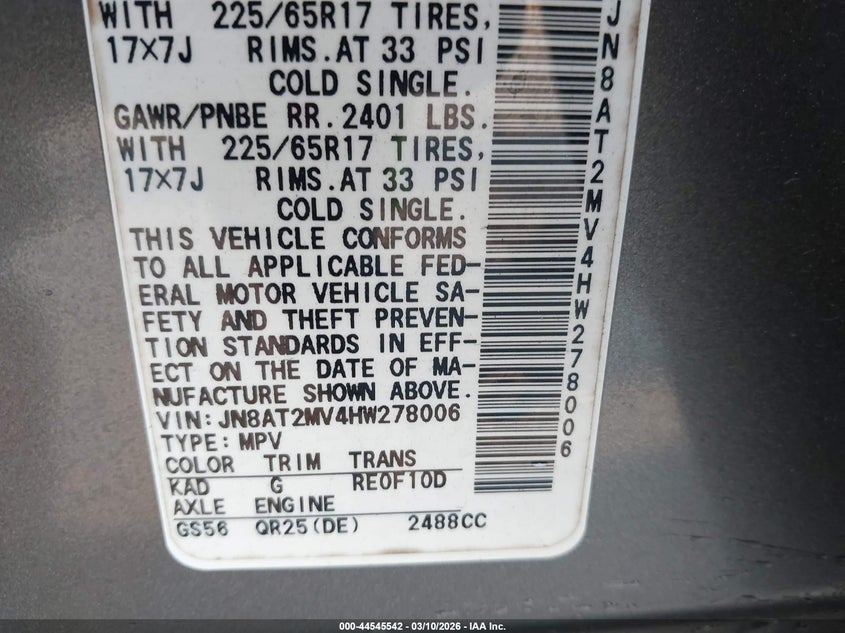 WITH 225/65R17 TIRES,
17×7J RIMS.AT 33 PSI
COLD SINGLE.
GAWR/PNBE RR.2401 LBS.
WITH 225/65R17 TIRES,
17×7J RIMS.AT 33 PSI
COLD SINGLE.
THIS VEHICLE CONFORMS
TO ALL APPLICABLE FED-
ERAL MOTOR VEHICLE SA-
FETY AND THEFT PREVEN-
TION STANDARDS IN EFF-
ECT ON THE DATE OF MA-
NUFACTURE SHOWN ABOVE.
VIN:JN8AT2MV4HW278006
TYPE:MPV
COLOR TRIM TRANS
KAD G RE0F10D
AXLE ENGINE
GS56 QR25(DE) 2488CC
JN8AT2MV4HW278006
000-44545542 — 03/10/2026 — IAA Inc.